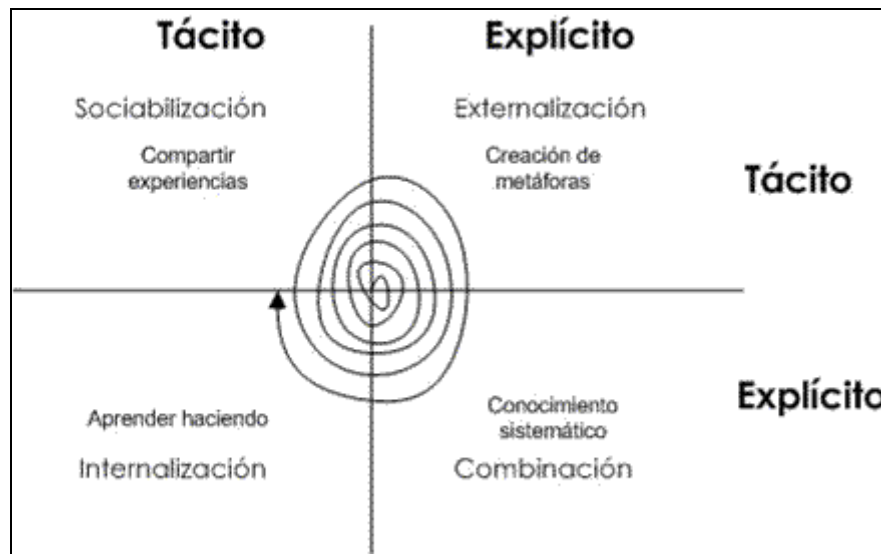 Tácito
Explícito
Sociabilización
Externalización
Compartir
experiencias
Creación de
metáforas
Tácito
Aprender haciendo
Conocimiento
sistemático
Explícito
Internalización
Combinación